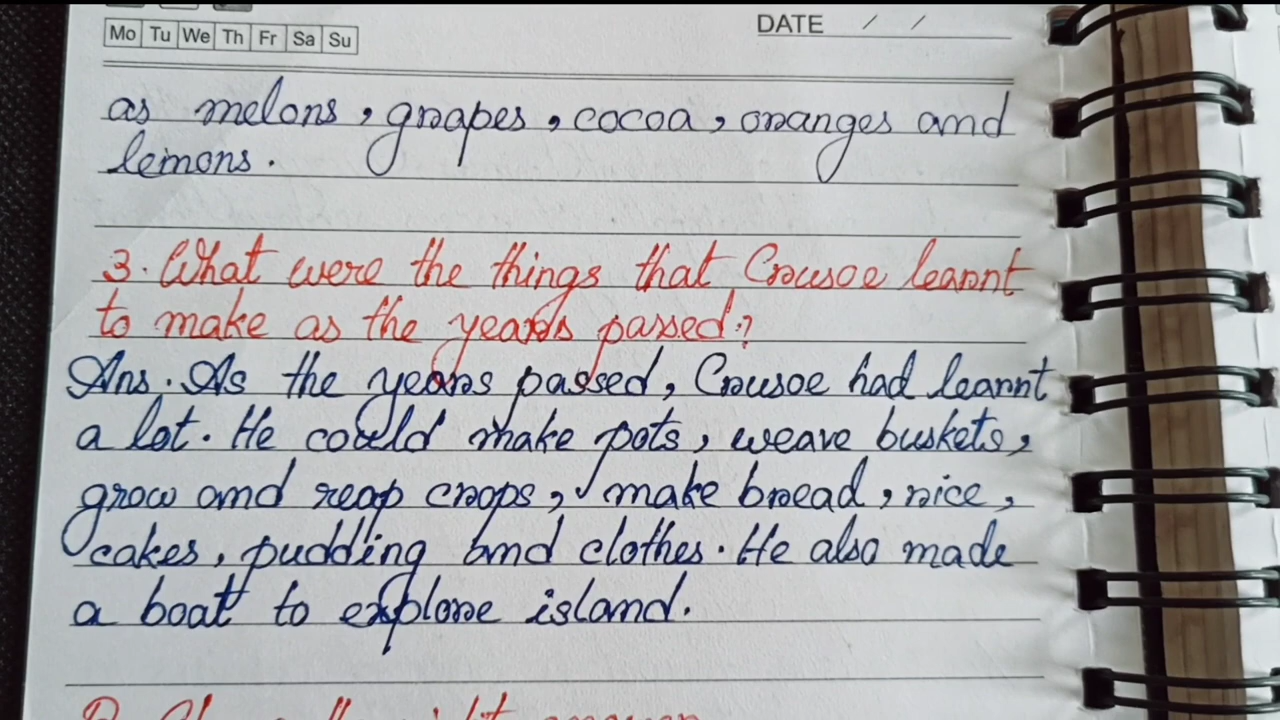 Mo Tu We Th Fr Sa Su
DATE / /
as melons, grapes, cocoa, oranges and
lemons.
3. What were the things that Crusoe learnt
to make as the years passed?
Ans. As the years passed, Crusoe had learnt
a lot. He could make pots, weave buskets,
grow and reap crops, make bread, rice,
cakes, pudding and clothes. He also made
a boat to explore island.